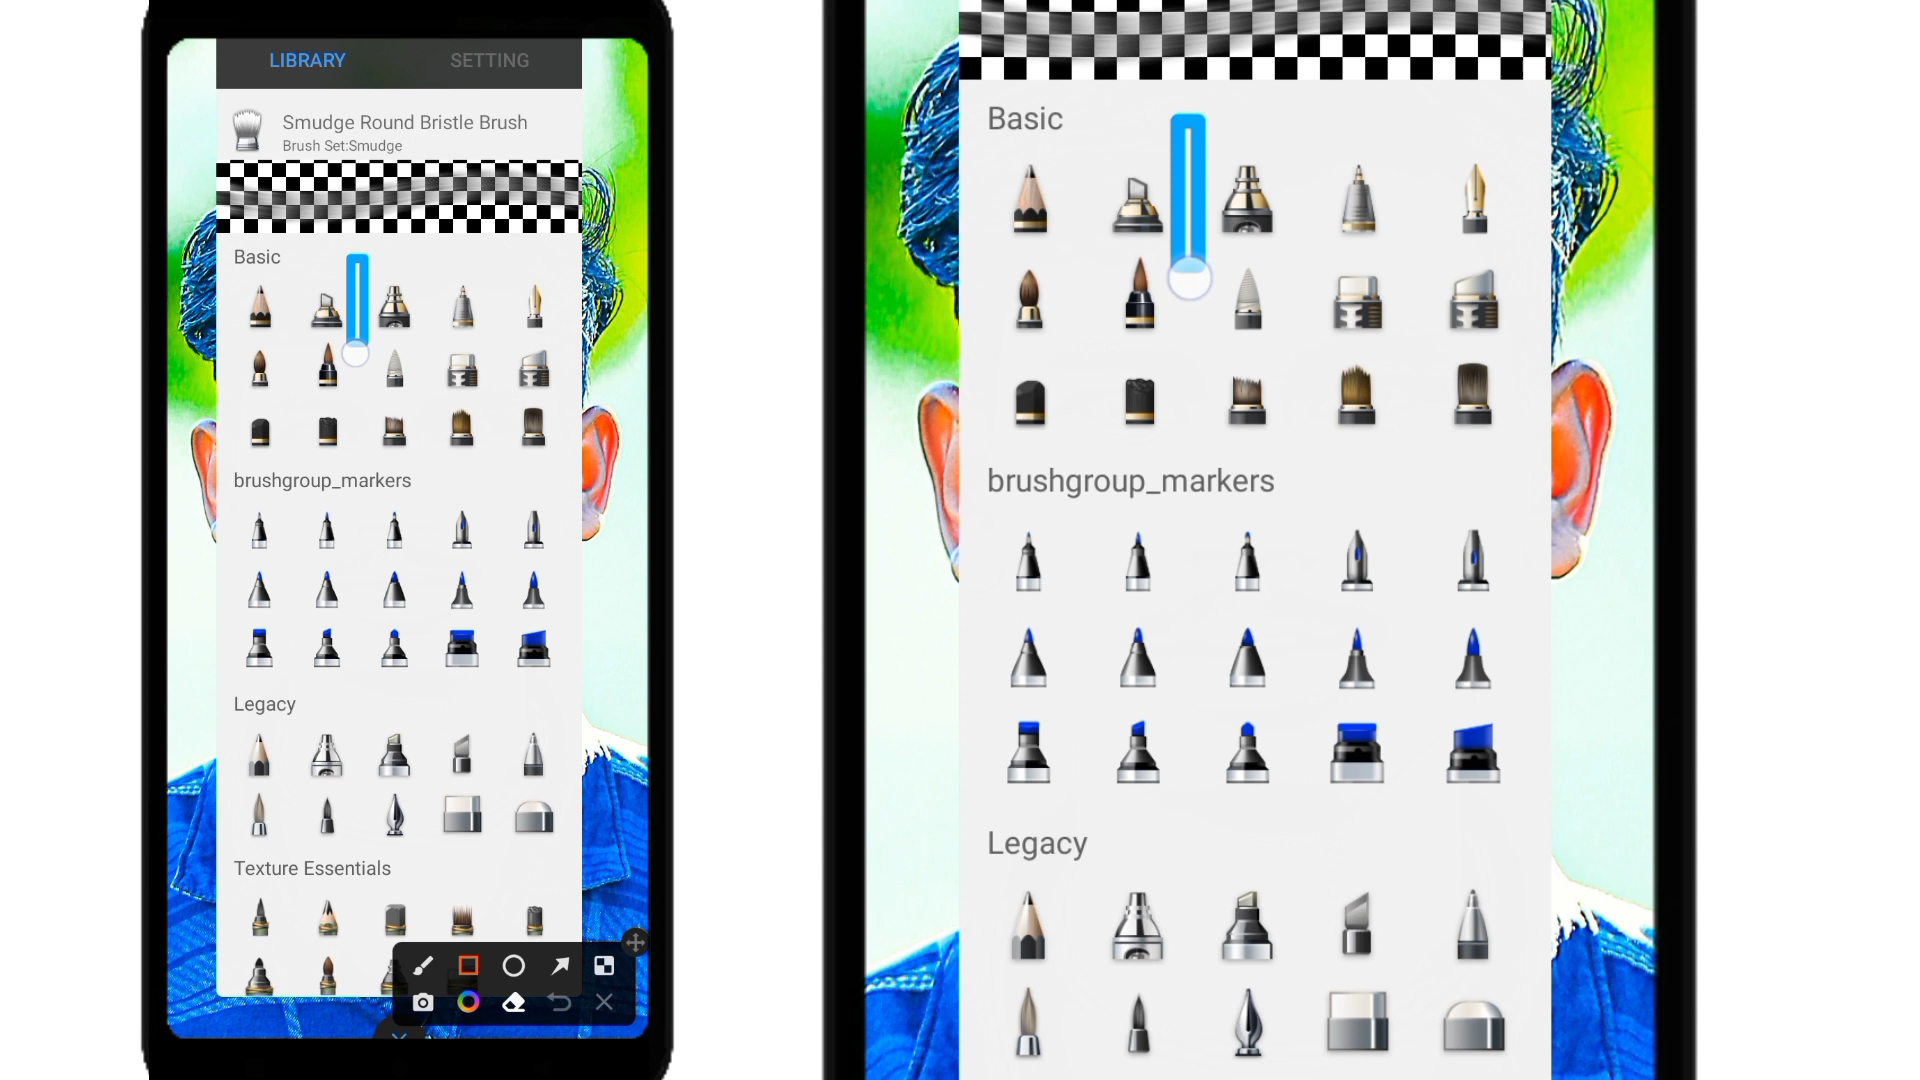 LIBRARY
SETTING
Smudge Round Bristle Brush
Brush Set:Smudge
Basic
brushgroup_markers
Legacy
Texture Essentials
Basic
brushgroup_markers
Legacy